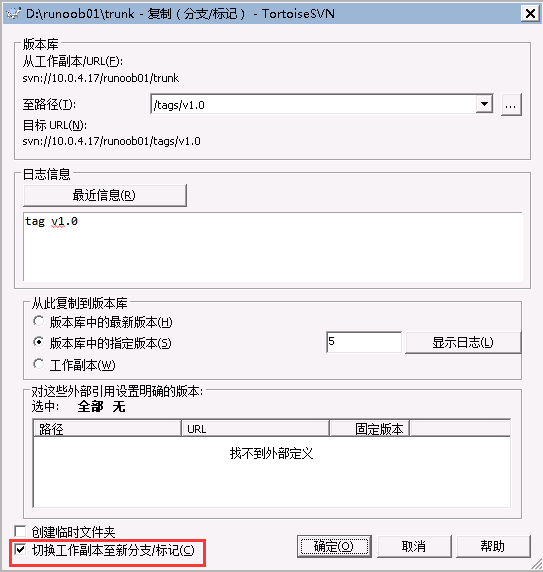 D:\runoob01\trunk - 复制（分支/标记） - TortoiseSVN
版本库
从工作副本/URL(F):
svn://10.0.4.17/runoob01/trunk
至路径(T):
/tags/v1.0
...
目标 URL(N):
svn://10.0.4.17/runoob01/tags/v1.0
日志信息
最近信息(R)
tag v1.0
从此复制到版本库
版本库中的最新版本(H)
版本库中的指定版本(S)
5
显示日志(L)
工作副本(W)
对这些外部引用设置明确的版本:
选中: 全部 无
路径 URL 固定版本
找不到外部定义
创建临时文件夹
切换工作副本至新分支/标记(C)
确定(O) 取消 帮助